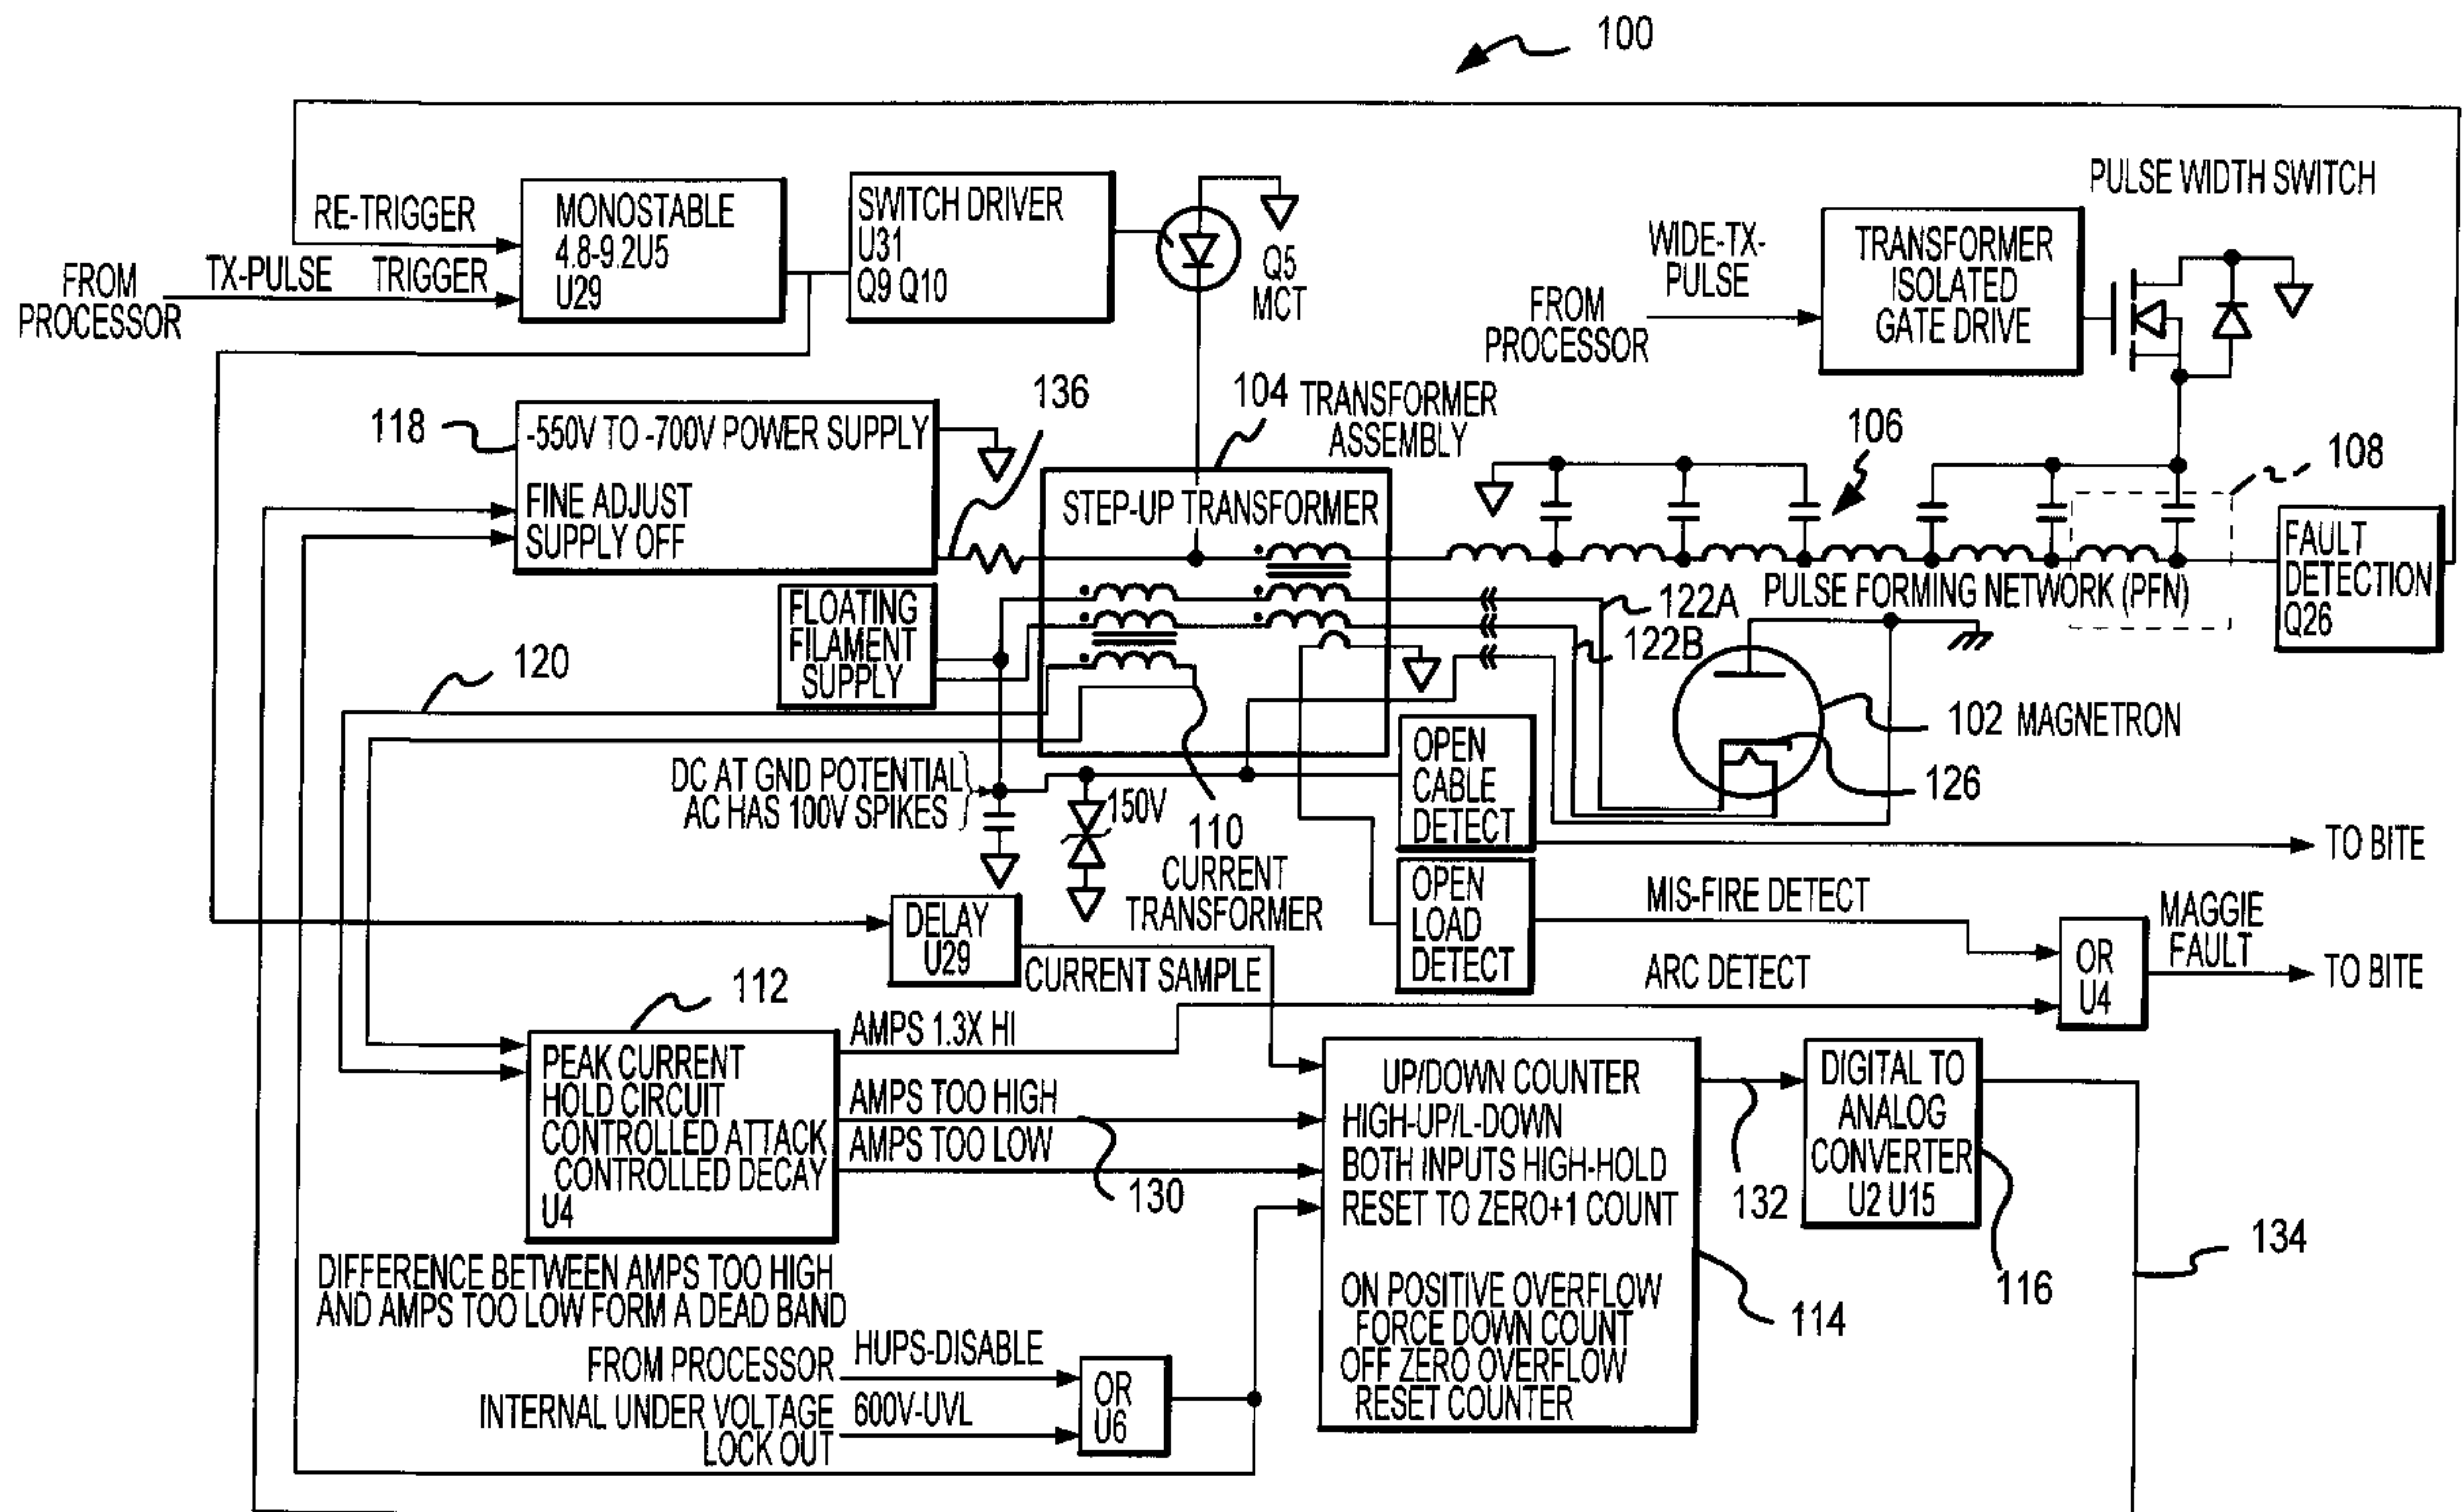 100
PULSE WIDTH SWITCH
RE-TRIGGER
FROM
PROCESSOR
TX-PULSE
TRIGGER
MONOSTABLE
4.8-9.2U5
U29
SWITCH DRIVER
U31
Q9 Q10
Q5
MCT
WIDE-TX-
PULSE
FROM
PROCESSOR
TRANSFORMER
ISOLATED
GATE DRIVE
118
-550V TO -700V POWER SUPPLY
FINE ADJUST
SUPPLY OFF
136
104
TRANSFORMER
ASSEMBLY
STEP-UP TRANSFORMER
106
108
PULSE FORMING NETWORK (PFN)
FAULT
DETECTION
Q26
FLOATING
FILAMENT
SUPPLY
122A
122B
120
102 MAGNETRON
126
DC AT GND POTENTIAL
AC HAS 100V SPIKES
150V
110
CURRENT
TRANSFORMER
OPEN
CABLE
DETECT
TO BITE
OPEN
LOAD
DETECT
MIS-FIRE DETECT
ARC DETECT
OR
U4
MAGGIE
FAULT
TO BITE
DELAY
U29
CURRENT SAMPLE
112
PEAK CURRENT
HOLD CIRCUIT
CONTROLLED ATTACK
CONTROLLED DECAY
U4
AMPS 1.3X HI
AMPS TOO HIGH
AMPS TOO LOW
130
UP/DOWN COUNTER
HIGH-UP/L-DOWN
BOTH INPUTS HIGH-HOLD
RESET TO ZERO+1 COUNT
ON POSITIVE OVERFLOW
FORCE DOWN COUNT
OFF ZERO OVERFLOW
RESET COUNTER
132
DIGITAL TO
ANALOG
CONVERTER
U2 U15
134
116
114
DIFFERENCE BETWEEN AMPS TOO HIGH
AND AMPS TOO LOW FORM A DEAD BAND
FROM PROCESSOR
HUPS-DISABLE
INTERNAL UNDER VOLTAGE
LOCK OUT
600V-UVL
OR
U6